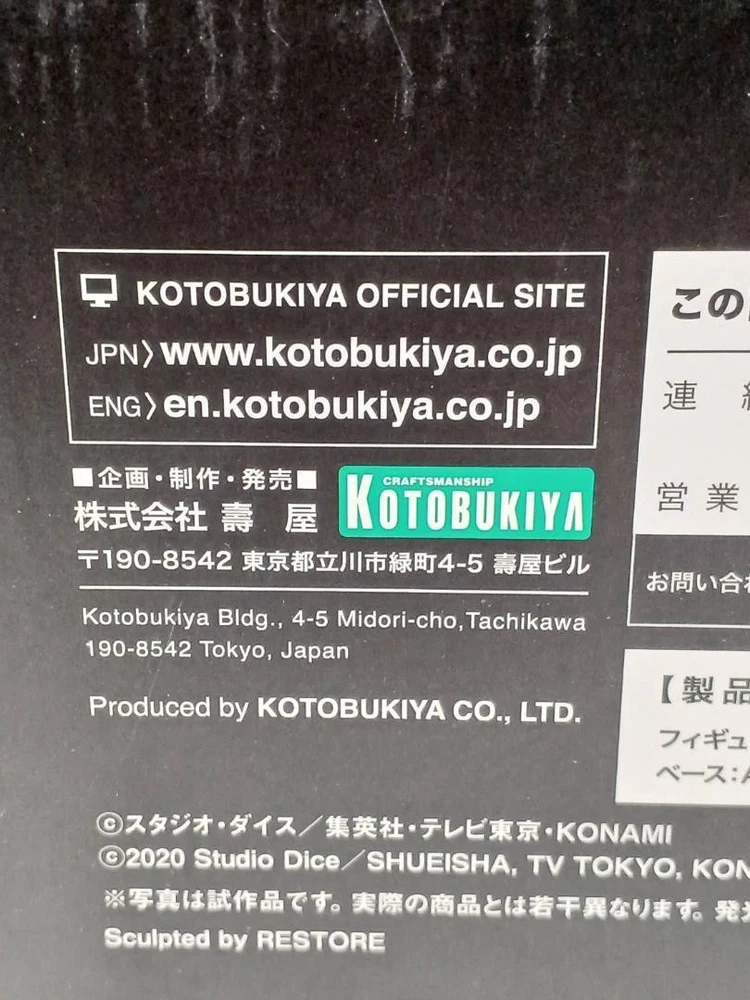 KOTOBUKIYA OFFICIAL SITE
JPN〉www.kotobukiya.co.jp
ENG〉en.kotobukiya.co.jp
■企画・制作・発売■
株式会社 壽 屋
CRAFTSMANSHIP
KOTOBUKIYA
〒190-8542 東京都立川市緑町4-5 壽屋ビル
Kotobukiya Bldg., 4-5 Midori-cho,Tachikawa
190-8542 Tokyo, Japan
Produced by KOTOBUKIYA CO., LTD.
©スタジオ・ダイス／集英社・テレビ東京・KONAMI
©2020 Studio Dice／SHUEISHA, TV TOKYO, KON
※写真は試作品です。実際の商品とは若干異なります。発
Sculpted by RESTORE
この
連
営業
お問い合
【製品
フィギュ
ベース:A